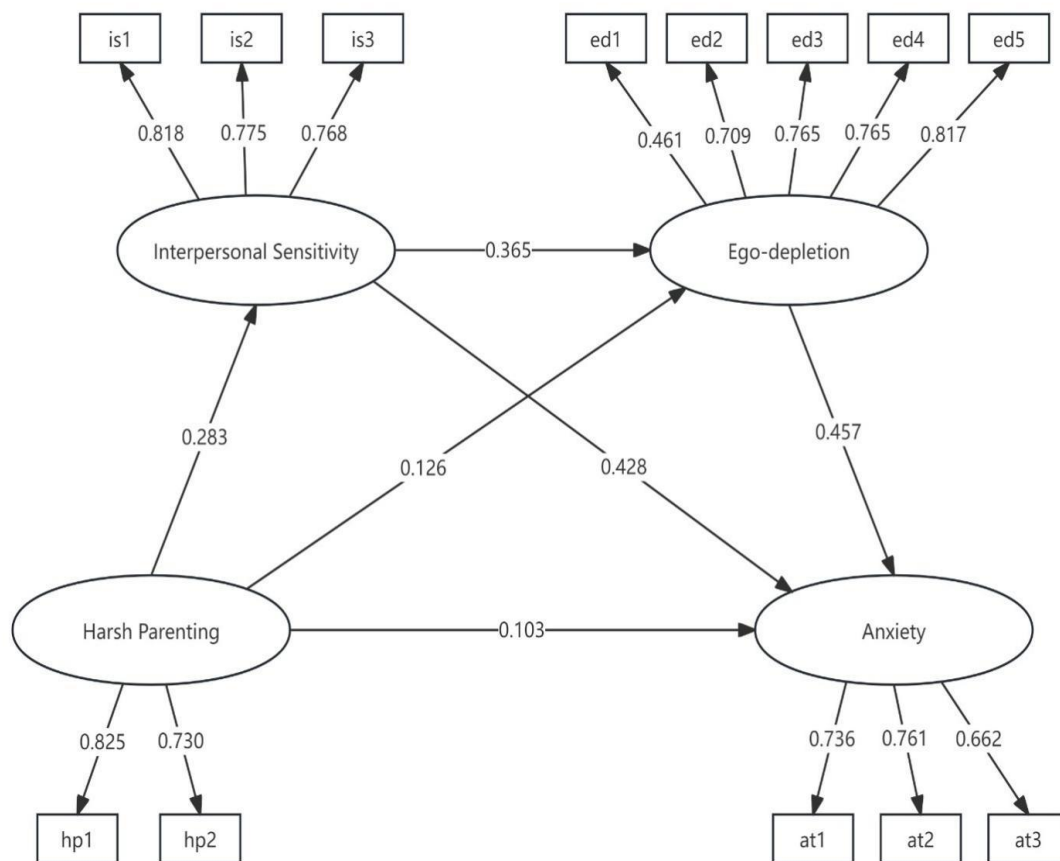 is1
is2
is3
ed1
ed2
ed3
ed4
ed5
0.818
0.775
0.768
0.461
0.709
0.765
0.765
0.817
Interpersonal Sensitivity
0.365
Ego-depletion
0.283
0.126
0.428
0.457
Harsh Parenting
0.103
Anxiety
0.825
0.730
0.736
0.761
0.662
hp1
hp2
at1
at2
at3